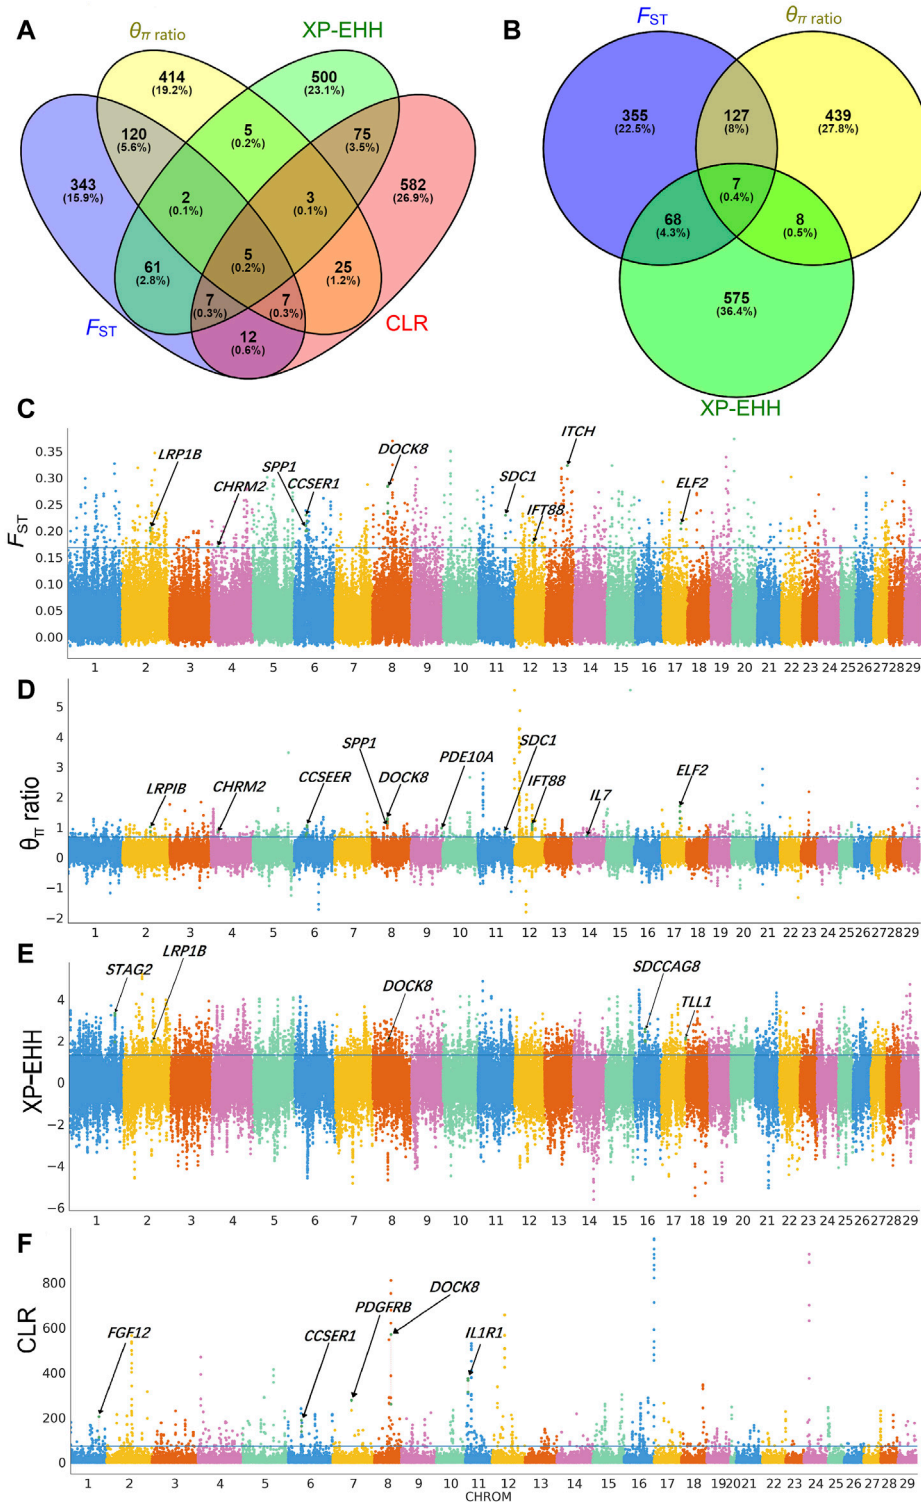 A
θπ ratio
XP-EHH
414
(19.2%)
500
(23.1%)
120
(5.6%)
5
(0.2%)
75
(3.5%)
343
(15.9%)
2
(0.1%)
3
(0.1%)
582
(26.9%)
61
(2.8%)
5
(0.2%)
25
(1.2%)
7
(0.3%)
7
(0.3%)
12
(0.6%)
FST
CLR
B
FST
θπ ratio
355
(22.5%)
127
(8%)
439
(27.8%)
7
(0.4%)
68
(4.3%)
8
(0.5%)
575
(36.4%)
XP-EHH
C
FST
0.35
0.30
0.25
0.20
0.15
0.10
0.05
0.00
LRP1B
CHRM2
SPP1
CCSER1
DOCK8
SDC1
IFT88
ITCH
ELF2
1 2 3 4 5 6 7 8 9 10 11 12 13 14 15 16 17 18 19 20 21 22 23 24 25 26 27 28 29
D
θπ ratio
5
4
3
2
1
0
−1
−2
LRPIB
CHRM2
CCSEER
SPP1
DOCK8
PDE10A
SDC1
IFT88
IL7
ELF2
1 2 3 4 5 6 7 8 9 10 11 12 13 14 15 16 17 18 19 20 21 22 23 24 25 26 27 28 29
E
XP-EHH
4
2
0
−2
−4
−6
STAG2
LRP1B
DOCK8
SDCCAG8
TLL1
1 2 3 4 5 6 7 8 9 10 11 12 13 14 15 16 17 18 19 20 21 22 23 24 25 26 27 28 29
F
CLR
800
600
400
200
0
FGF12
CCSER1
PDGFRB
DOCK8
IL1R1
1 2 3 4 5 6 7 8 9 10 11 12 13 14 15 16 17 18 19 20 21 22 23 24 25 26 27 28 29
CHROM